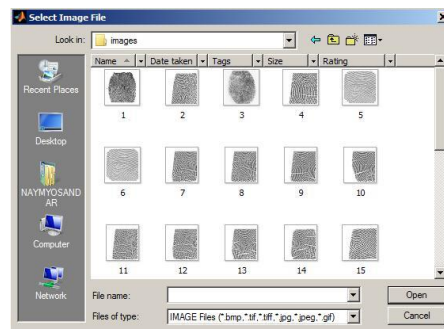 Select Image File
Look in: images
Name Date taken Tags Size Rating
Recent Places
Desktop
NAYMYOSAND
AR
Computer
Network
1 2 3 4 5
6 7 8 9 10
11 12 13 14 15
File name: Open
Files of type: IMAGE Files (*.bmp,*.tif,*.tiff,*.jpg,*.jpeg,*.gif) Cancel